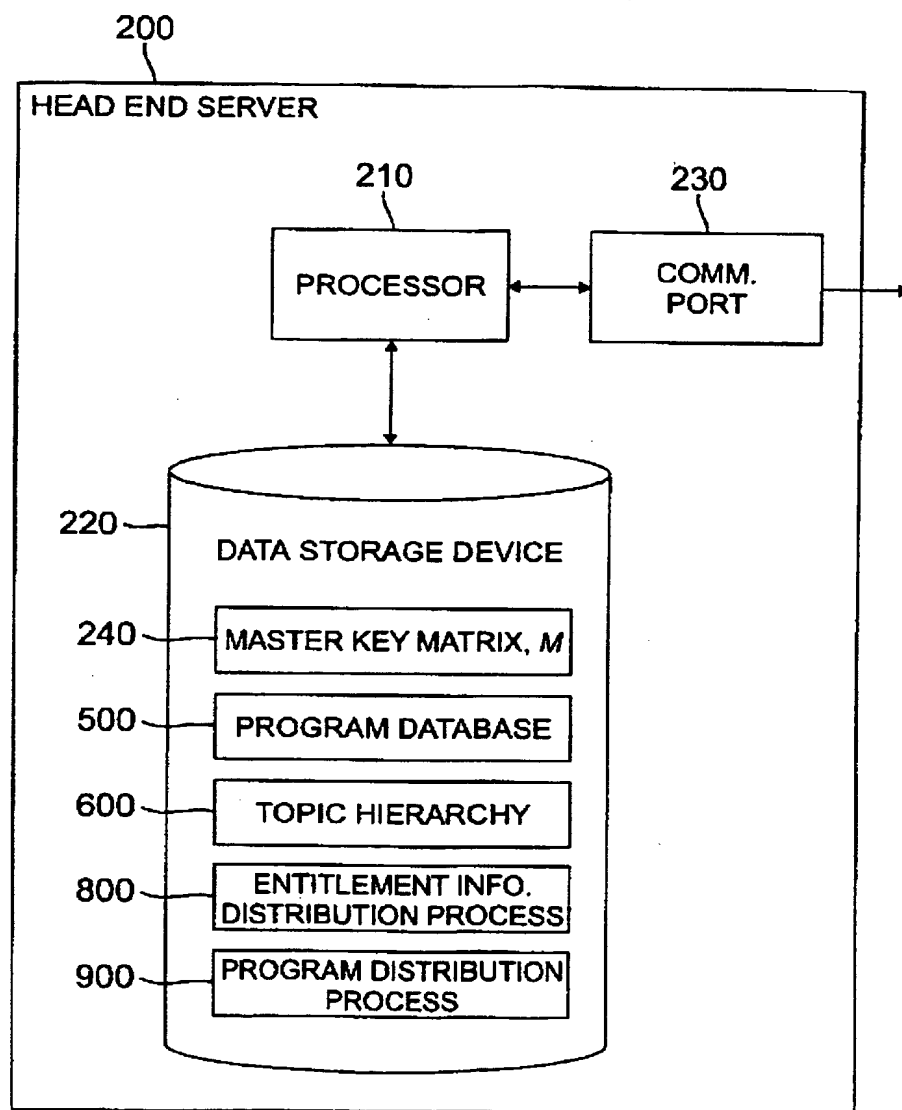 200
HEAD END SERVER
210
230
PROCESSOR
COMM.
PORT
220
DATA STORAGE DEVICE
240
MASTER KEY MATRIX, M
500
PROGRAM DATABASE
600
TOPIC HIERARCHY
800
ENTITLEMENT INFO.
DISTRIBUTION PROCESS
900
PROGRAM DISTRIBUTION
PROCESS